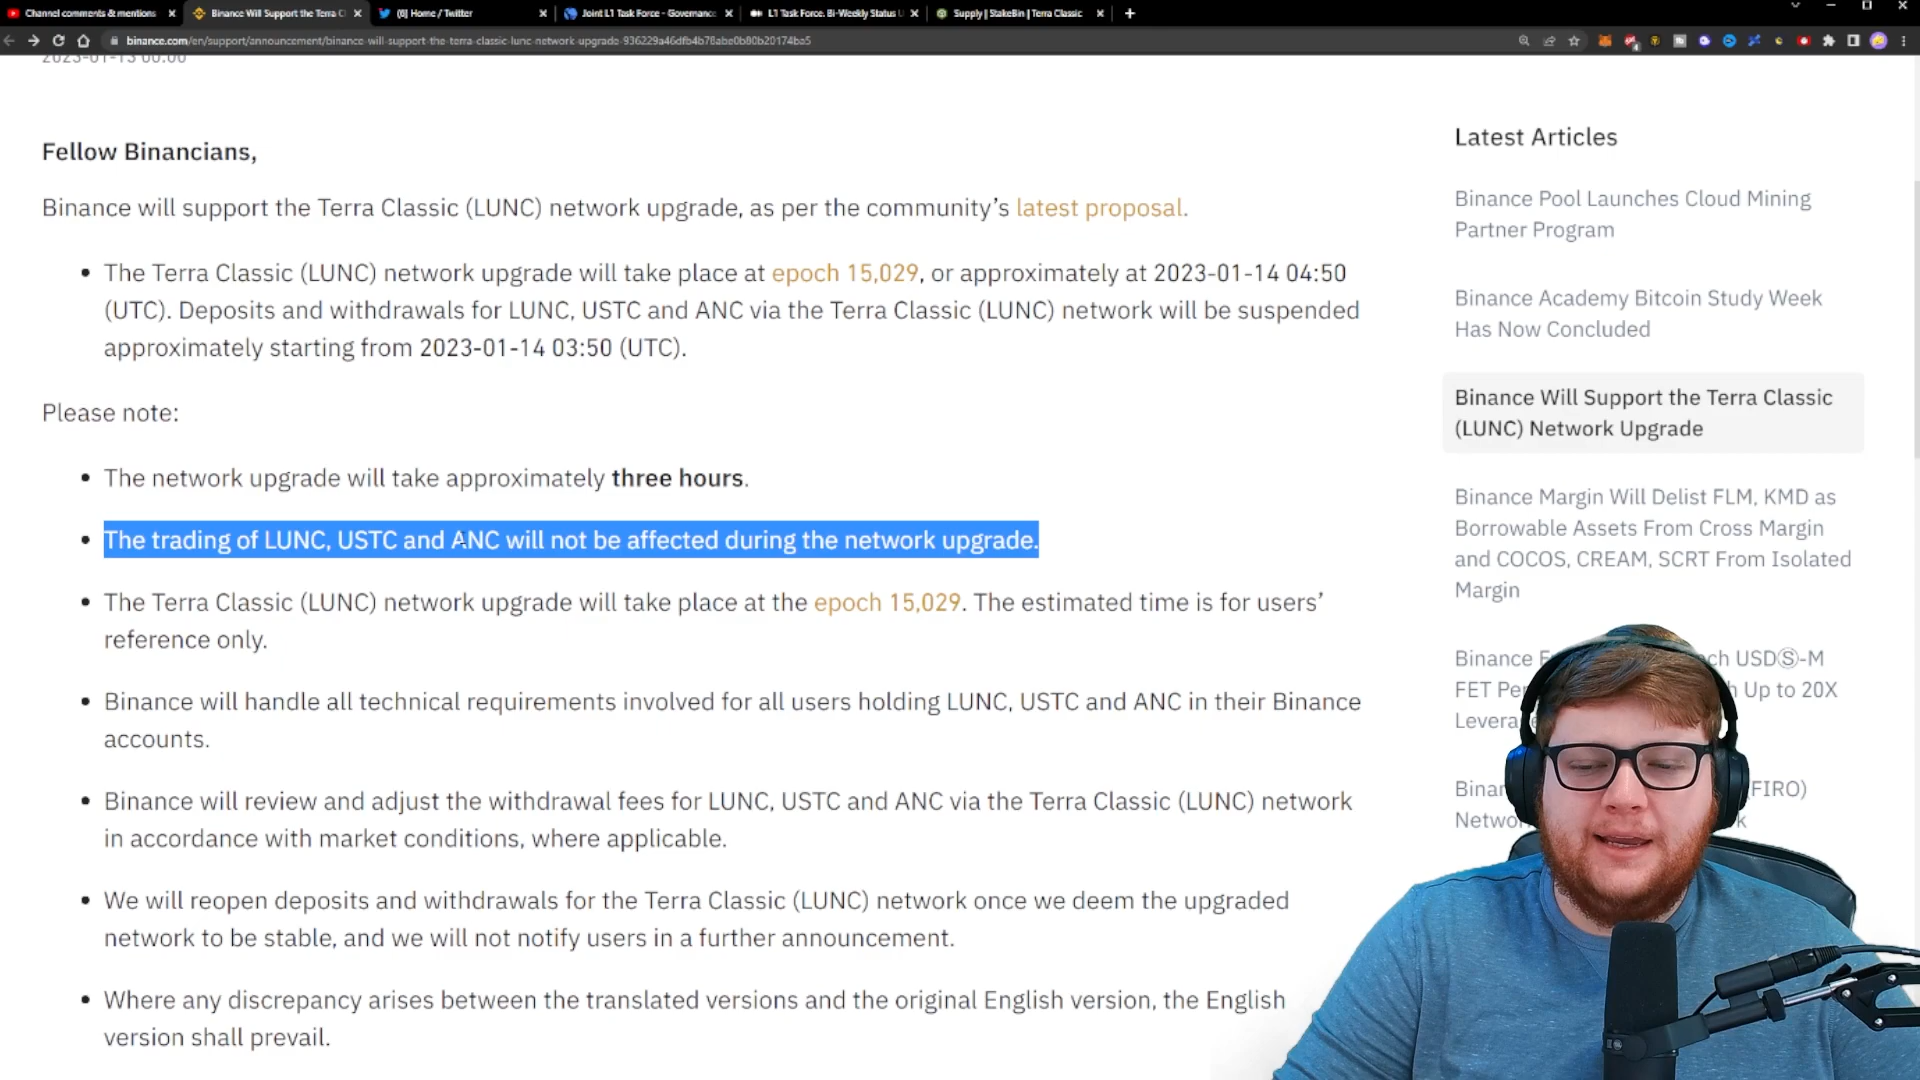 Channel comments & mentions
Binance Will Support the Terra C
(6) Home / Twitter
Joint L1 Task Force - Governance
L1 Task Force. Bi-Weekly Status U
Supply | StakeBin | Terra Classic
binance.com/en/support/announcement/binance-will-support-the-terra-classic-lunc-network-upgrade-936229a46dfb4b78abe0b80b20174ba5
2023-01-13 00:00
Fellow Binancians,
Binance will support the Terra Classic (LUNC) network upgrade, as per the community’s latest proposal.
The Terra Classic (LUNC) network upgrade will take place at epoch 15,029, or approximately at 2023-01-14 04:50
(UTC). Deposits and withdrawals for LUNC, USTC and ANC via the Terra Classic (LUNC) network will be suspended
approximately starting from 2023-01-14 03:50 (UTC).
Please note:
The network upgrade will take approximately three hours.
The trading of LUNC, USTC and ANC will not be affected during the network upgrade.
The Terra Classic (LUNC) network upgrade will take place at the epoch 15,029. The estimated time is for users’
reference only.
Binance will handle all technical requirements involved for all users holding LUNC, USTC and ANC in their Binance
accounts.
Binance will review and adjust the withdrawal fees for LUNC, USTC and ANC via the Terra Classic (LUNC) network
in accordance with market conditions, where applicable.
We will reopen deposits and withdrawals for the Terra Classic (LUNC) network once we deem the upgraded
network to be stable, and we will not notify users in a further announcement.
Where any discrepancy arises between the translated versions and the original English version, the English
version shall prevail.
Latest Articles
Binance Pool Launches Cloud Mining
Partner Program
Binance Academy Bitcoin Study Week
Has Now Concluded
Binance Will Support the Terra Classic
(LUNC) Network Upgrade
Binance Margin Will Delist FLM, KMD as
Borrowable Assets From Cross Margin
and COCOS, CREAM, SCRT From Isolated
Margin
Binance F ch USDⓈ-M
FET Per Up to 20X
Levera
Binan (FIRO)
Networ k